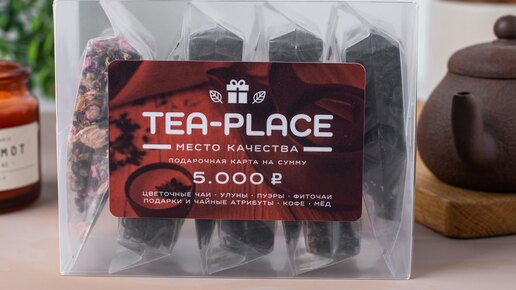 TEA-PLACE
МЕСТО КАЧЕСТВА
ПОДАРОЧНАЯ КАРТА НА СУММУ
5.000 ₽
ЦВЕТОЧНЫЕ ЧАИ · УЛУНЫ · ПУЭРЫ · ФИТОЧАИ
ПОДАРКИ И ЧАЙНЫЕ АТРИБУТЫ · КОФЕ · МЁД